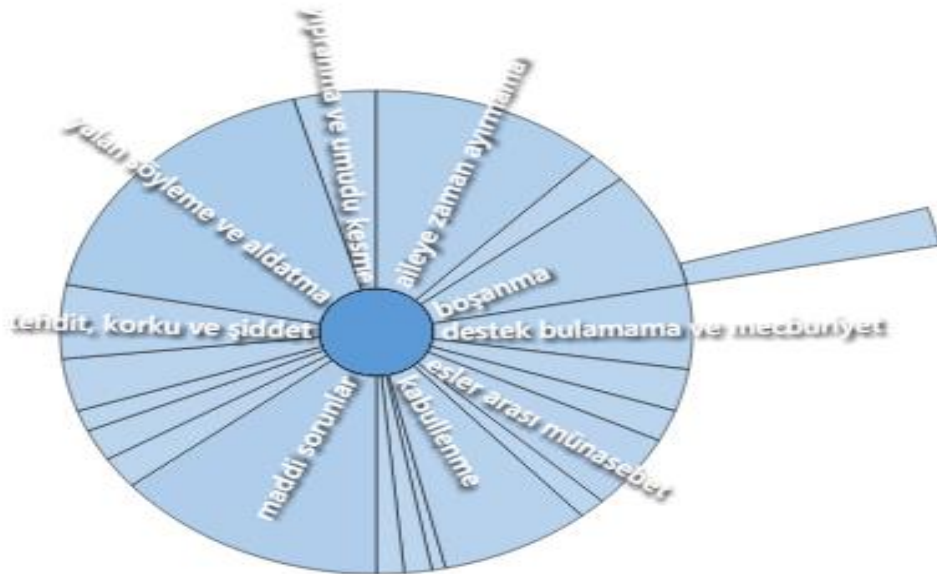 yıpranma ve umudu kesme
aileye zaman ayırmama
yalan söyleme ve aldatma
boşanma
tehdit, korku ve şiddet
destek bulamama ve mecburiyet
eşler arası münasebet
kabullenme
maddi sorunlar